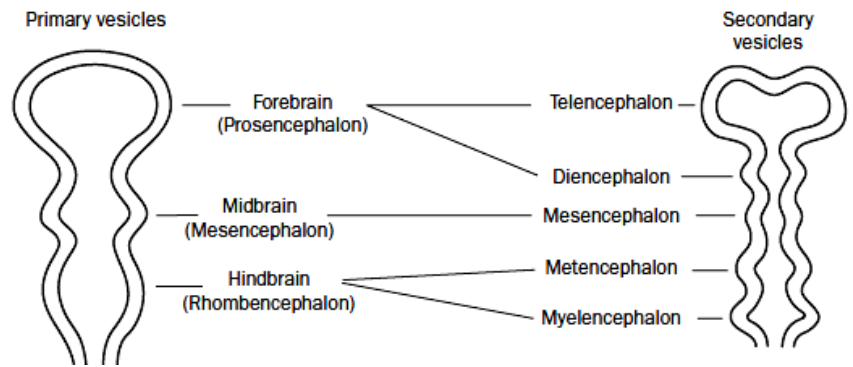 Primary vesicles
Secondary
vesicles
Forebrain
(Prosencephalon)
Telencephalon
Diencephalon
Midbrain
(Mesencephalon)
Mesencephalon
Hindbrain
(Rhombencephalon)
Metencephalon
Myelencephalon